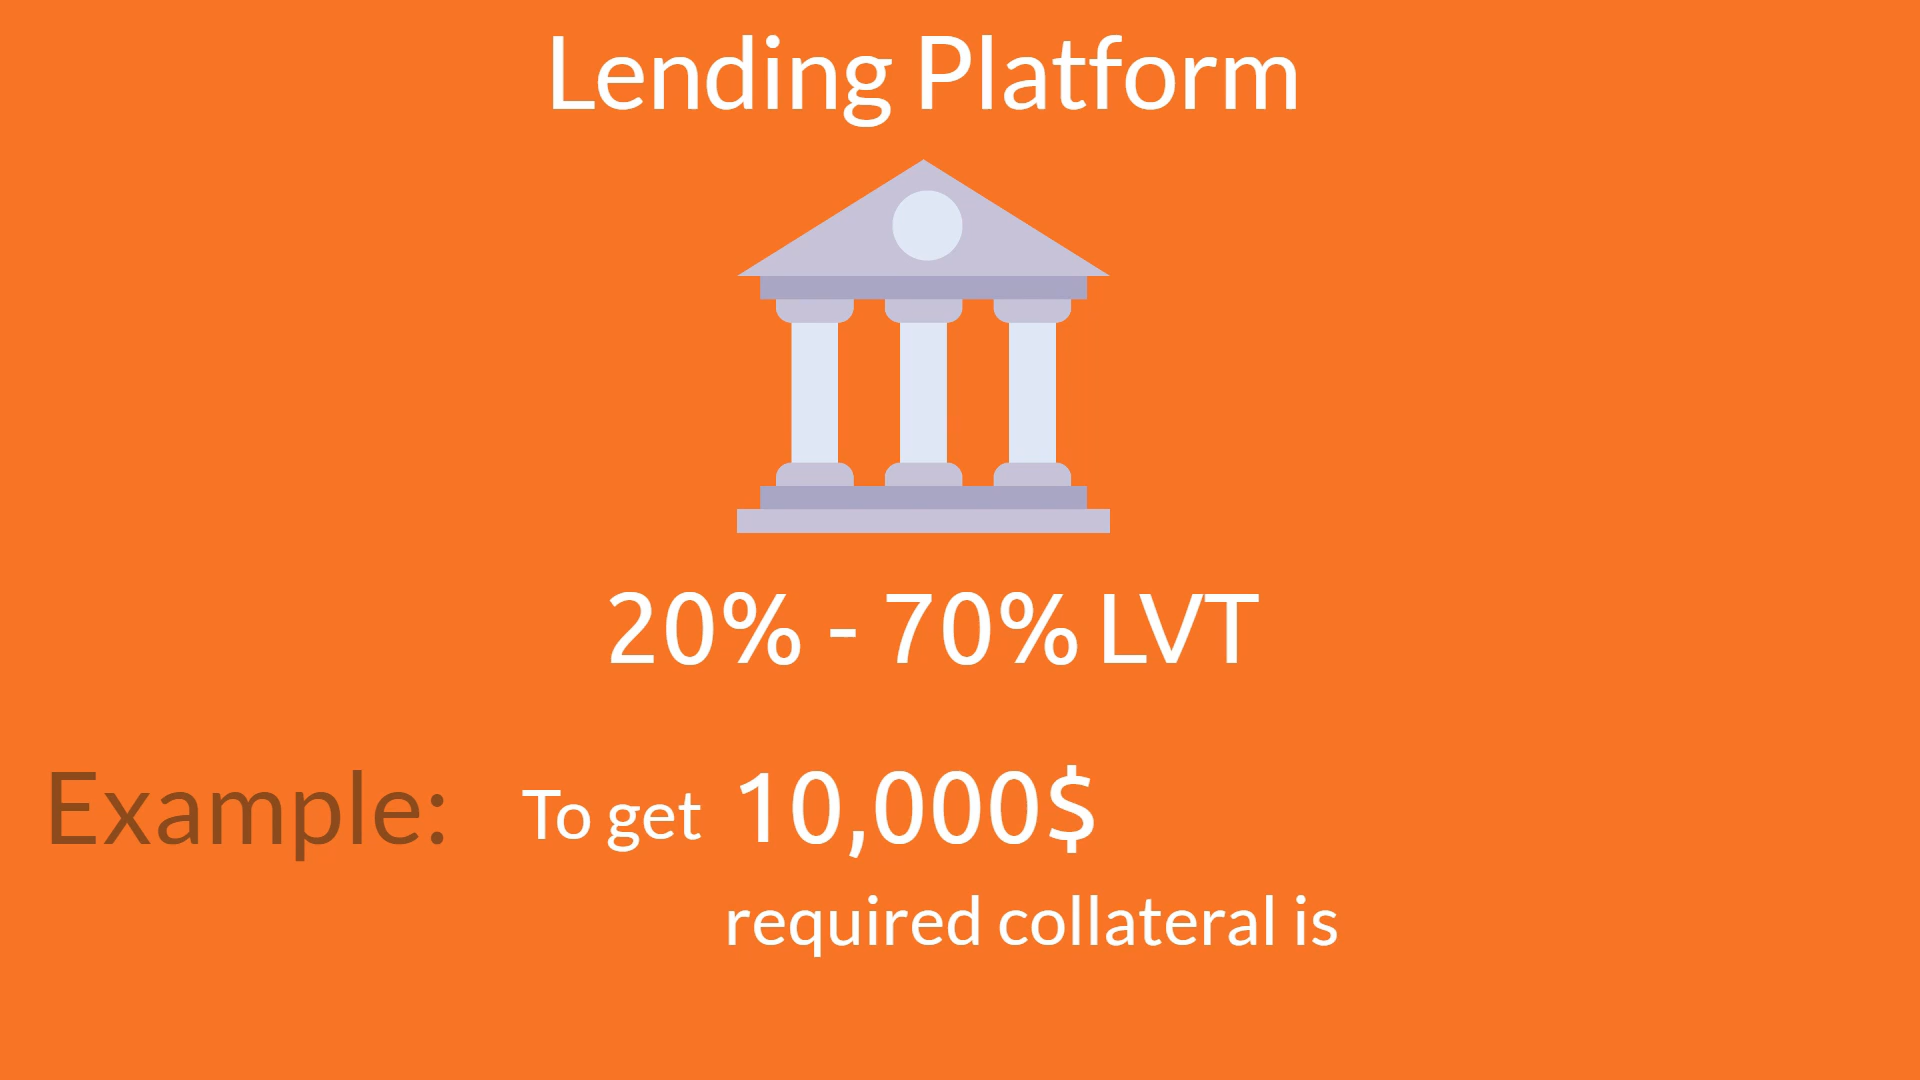 Lending Platform
20% - 70% LVT
Example: To get 10,000$
required collateral is